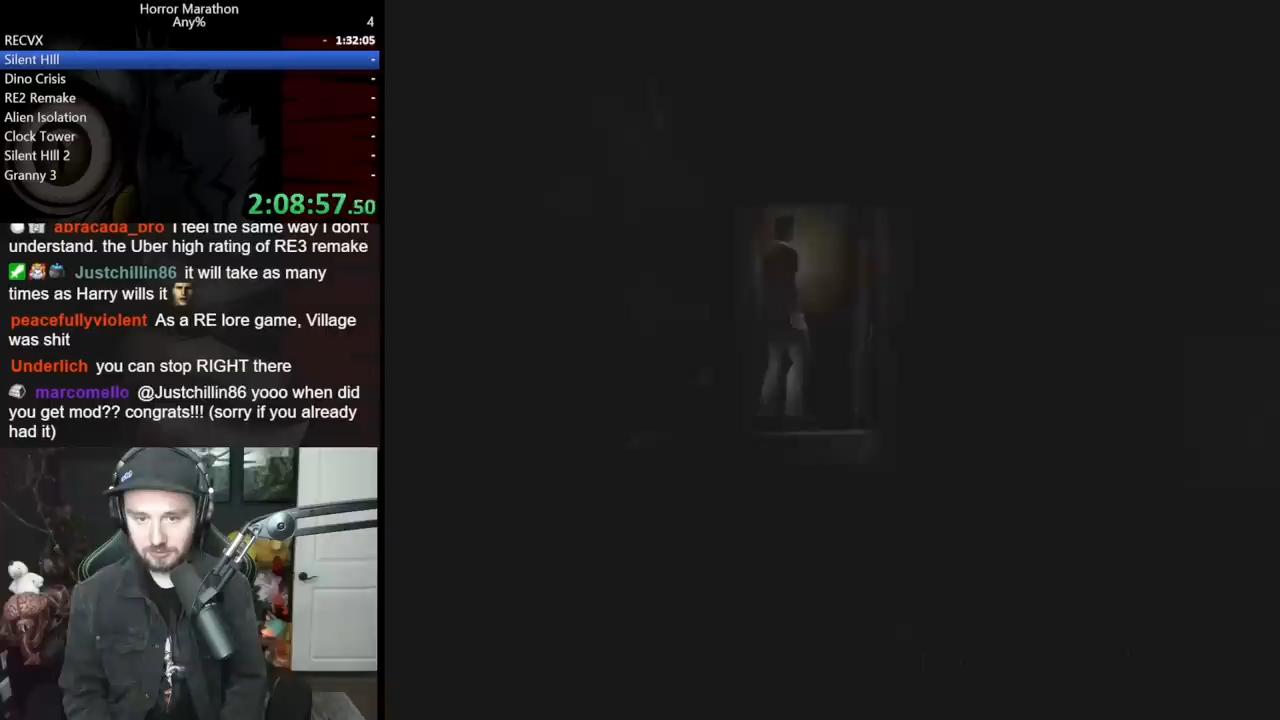 Horror Marathon
Any%
4
RECVX - 1:32:05
Silent HIll -
Dino Crisis -
RE2 Remake -
Alien Isolation -
Clock Tower -
Silent HIll 2 -
Granny 3 -
2:08:57.50
abracada_bro I feel the same way I don't
understand. the Uber high rating of RE3 remake
Justchillin86 it will take as many
times as Harry wills it
peacefullyviolent As a RE lore game, Village
was shit
Underlich you can stop RIGHT there
marcomello @Justchillin86 yooo when did
you get mod?? congrats!!! (sorry if you already
had it)